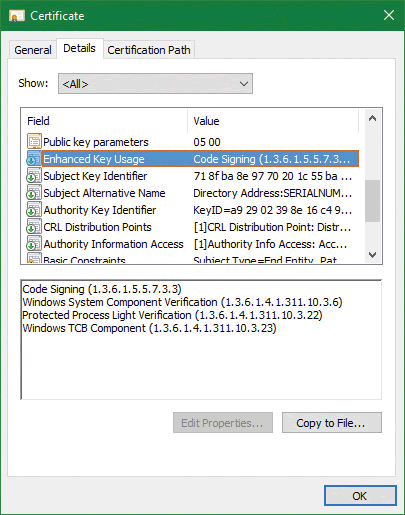 Certificate
General Details Certification Path
Show: <All>
Field Value
Public key parameters 05 00
Enhanced Key Usage Code Signing (1.3.6.1.5.5.7.3...
Subject Key Identifier 71 8f ba 8e 97 70 20 1c 55 ba ...
Subject Alternative Name Directory Address:SERIALNUM...
Authority Key Identifier KeyID=a9 29 02 39 8e 16 c4 9...
CRL Distribution Points [1]CRL Distribution Point: Distr...
Authority Information Access [1]Authority Info Access: Acc...
Basic Constraints Subject Type=End Entity, Pat...
Code Signing (1.3.6.1.5.5.7.3.3)
Windows System Component Verification (1.3.6.1.4.1.311.10.3.6)
Protected Process Light Verification (1.3.6.1.4.1.311.10.3.22)
Windows TCB Component (1.3.6.1.4.1.311.10.3.23)
Edit Properties... Copy to File...
OK